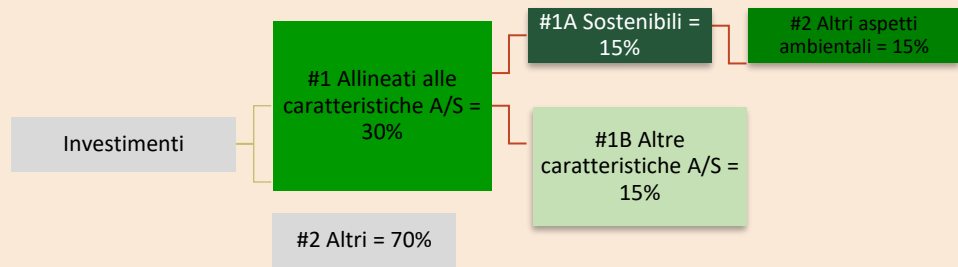 Investimenti
#1 Allineati alle
caratteristiche A/S =
30%
#2 Altri = 70%
#1A Sostenibili =
15%
#1B Altre
caratteristiche A/S =
15%
#2 Altri aspetti
ambientali = 15%